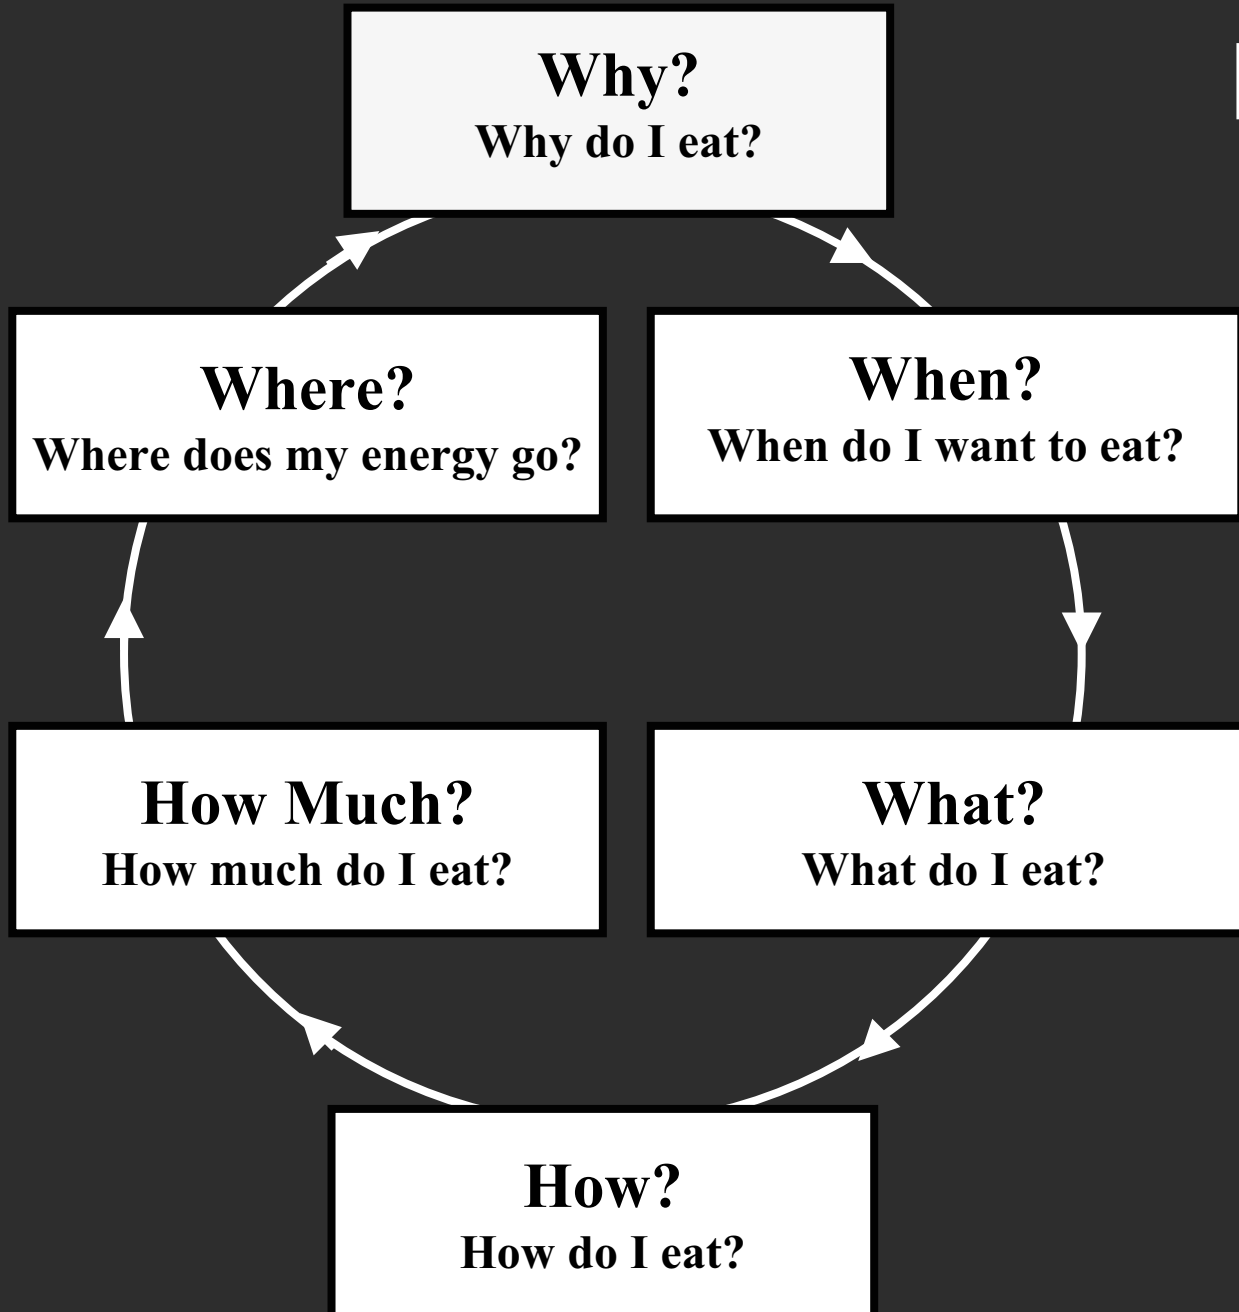 Why?
Why do I eat?
When?
When do I want to eat?
What?
What do I eat?
How?
How do I eat?
How Much?
How much do I eat?
Where?
Where does my energy go?